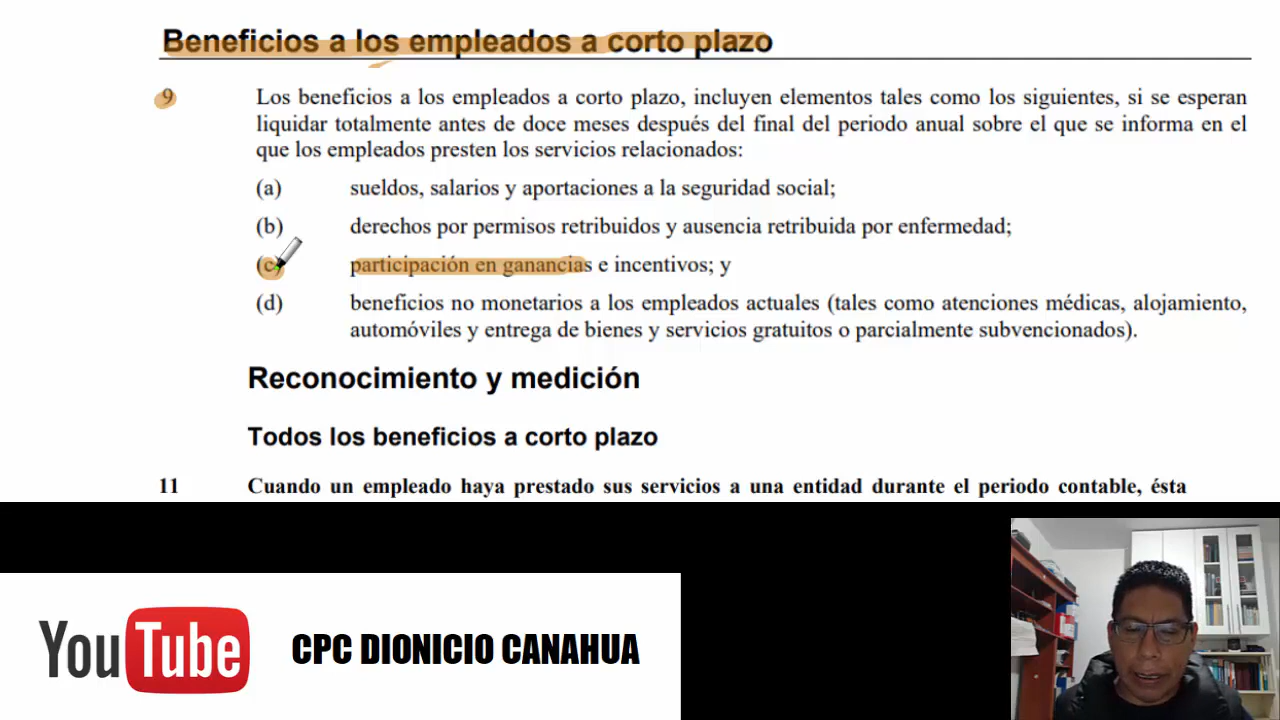 Beneficios a los empleados a corto plazo
9 Los beneficios a los empleados a corto plazo, incluyen elementos tales como los siguientes, si se esperan
liquidar totalmente antes de doce meses después del final del periodo anual sobre el que se informa en el
que los empleados presten los servicios relacionados:
(a) sueldos, salarios y aportaciones a la seguridad social;
(b) derechos por permisos retribuidos y ausencia retribuida por enfermedad;
(c) participación en ganancias e incentivos; y
(d) beneficios no monetarios a los empleados actuales (tales como atenciones médicas, alojamiento,
automóviles y entrega de bienes y servicios gratuitos o parcialmente subvencionados).
Reconocimiento y medición
Todos los beneficios a corto plazo
11 Cuando un empleado haya prestado sus servicios a una entidad durante el periodo contable, ésta
YouTube CPC DIONICIO CANAHUA